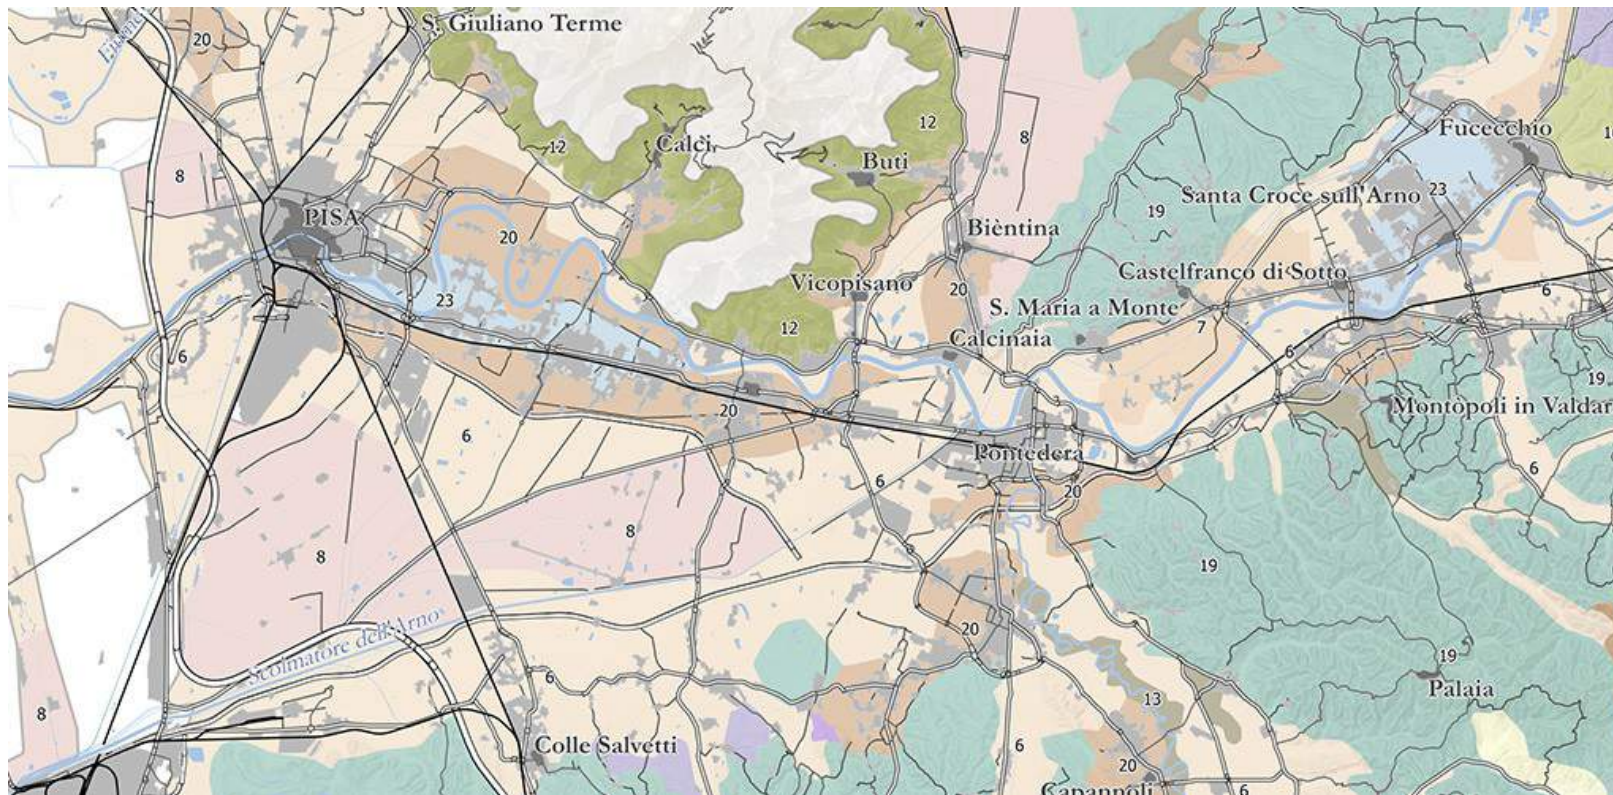 S. Giuliano Terme
20
12
Fucecchio
12
8
Calci
Buti
8
23
Santa Croce sull'Arno
19
PISA
20
Bièntina
Castelfranco di Sotto
Vicopisano
20
6
23
S. Maria a Monte
12
7
Calcinaia
6
6
19
20
Montòpoli in Valdar
6
Pontedera
6
6
20
8
8
19
Scolmatore dell'Arno
20
19
6
Palaia
13
8
Colle Salvetti
6
20
Capannoli
6